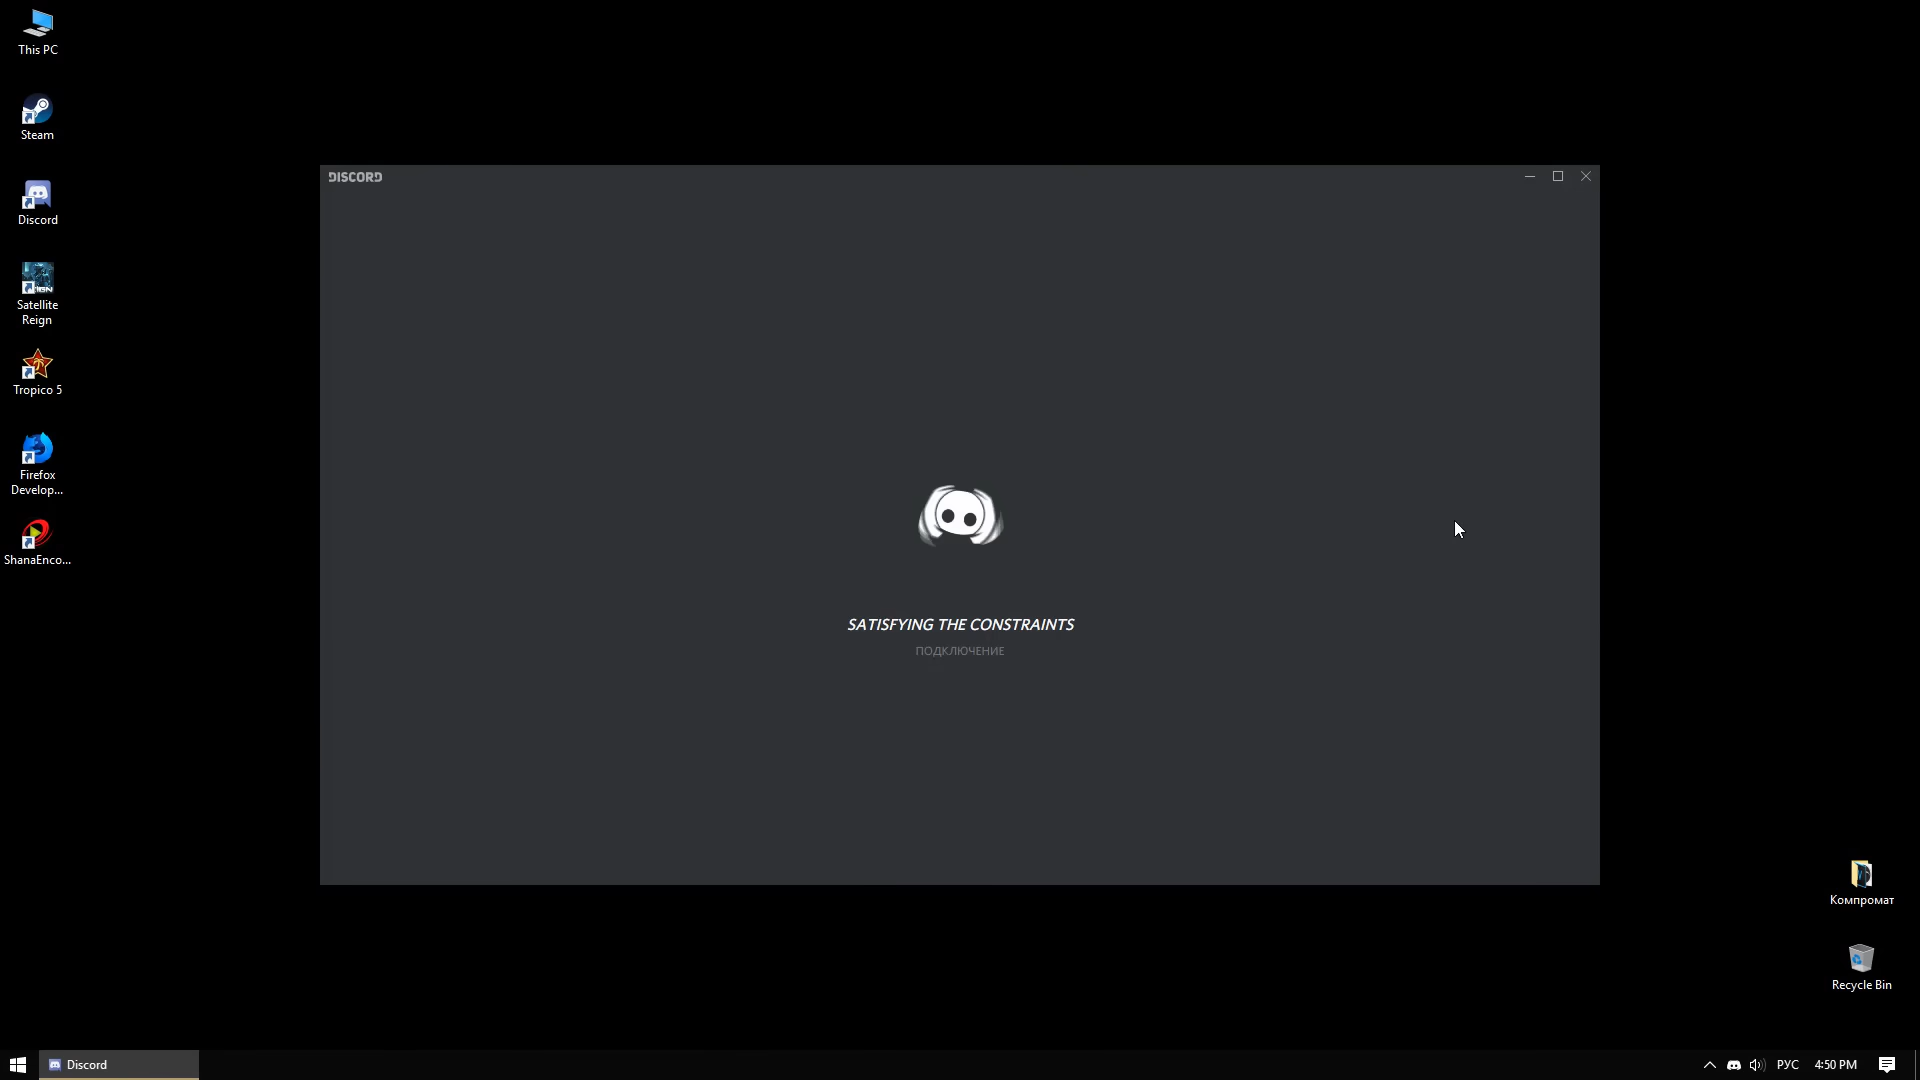 This PC
Steam
Discord
Satellite
Reign
Tropico 5
Firefox
Develop...
ShanaEnco...
DISCORD
SATISFYING THE CONSTRAINTS
ПОДКЛЮЧЕНИЕ
Компромат
Recycle Bin
Discord
РУС
4:50 PM